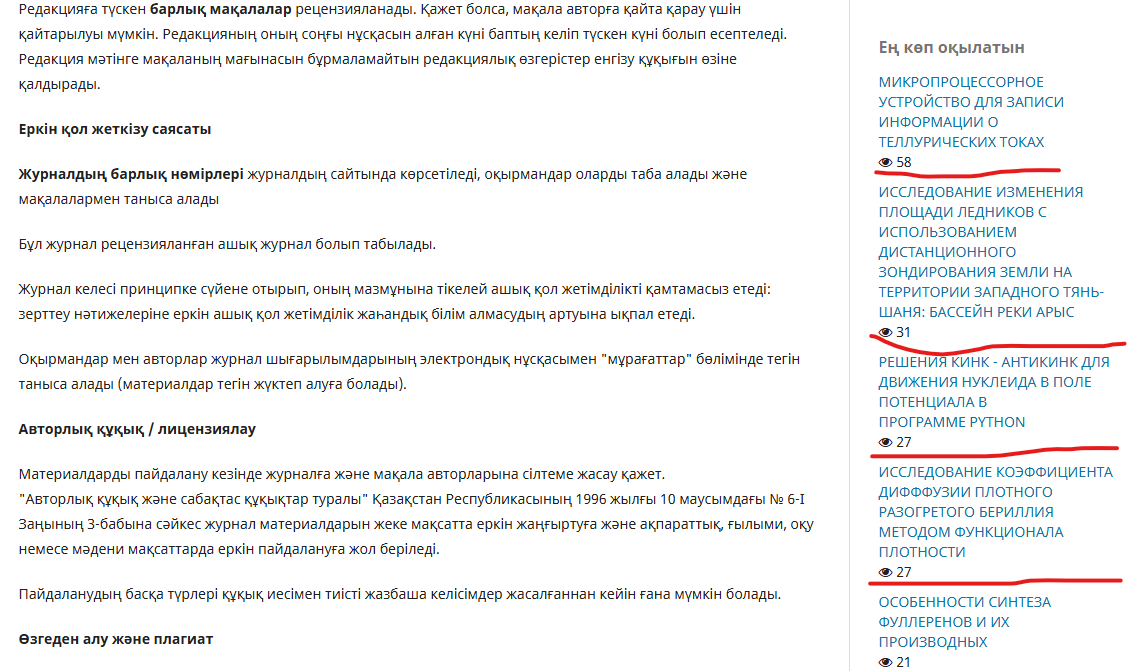 Редакцияға түскен барлық мақалалар рецензияланады. Қажет болса, мақала авторға қайта қарау үшін
қайтарылуы мүмкін. Редакцияның оның соңғы нұсқасын алған күні баптың келіп түскен күні болып есептеледі.
Редакция мәтінге мақаланың мағынасын бұрмаламайтын редакциялық өзгерістер енгізу құқығын өзіне
қалдырады.
Еркін қол жеткізу саясаты
Журналдың барлық нөмірлері журналдың сайтында көрсетіледі, оқырмандар оларды таба алады және
мақалалармен таныса алады
Бұл журнал рецензияланған ашық журнал болып табылады.
Журнал келесі принципке сүйене отырып, оның мазмұнына тікелей ашық қол жетімділікті қамтамасыз етеді:
зерттеу нәтижелеріне еркін ашық қол жетімділік жаһандық білім алмасудың артуына ықпал етеді.
Оқырмандар мен авторлар журнал шығарылымдарының электрондық нұсқасымен "мұрағаттар" бөлімінде тегін
таныса алады (материалдар тегін жүктеп алуға болады).
Авторлық құқық / лицензиялау
Материалдарды пайдалану кезінде журналға және мақала авторларына сілтеме жасау қажет.
"Авторлық құқық және сабақтас құқықтар туралы" Қазақстан Республикасының 1996 жылғы 10 маусымдағы № 6-I
Заңының 3-бабына сәйкес журнал материалдарын жеке мақсатта еркін жаңғыртуға және ақпараттық, ғылыми, оқу
немесе мәдени мақсаттарда еркін пайдалануға жол беріледі.
Пайдаланудың басқа түрлері құқық иесімен тиісті жазбаша келісімдер жасалғаннан кейін ғана мүмкін болады.
Өзгеден алу және плагиат
Ең көп оқылатын
МИКРОПРОЦЕССОРНОЕ
УСТРОЙСТВО ДЛЯ ЗАПИСИ
ИНФОРМАЦИИ О
ТЕЛЛУРИЧЕСКИХ ТОКАХ
58
ИССЛЕДОВАНИЕ ИЗМЕНЕНИЯ
ПЛОЩАДИ ЛЕДНИКОВ С
ИСПОЛЬЗОВАНИЕМ
ДИСТАНЦИОННОГО
ЗОНДИРОВАНИЯ ЗЕМЛИ НА
ТЕРРИТОРИИ ЗАПАДНОГО ТЯНЬ-
ШАНЯ: БАССЕЙН РЕКИ АРЫС
31
РЕШЕНИЯ КИНК - АНТИКИНК ДЛЯ
ДВИЖЕНИЯ НУКЛЕИДА В ПОЛЕ
ПОТЕНЦИАЛА В
ПРОГРАММЕ PYTHON
27
ИССЛЕДОВАНИЕ КОЭФФИЦИЕНТА
ДИФФФУЗИИ ПЛОТНОГО
РАЗОГРЕТОГО БЕРИЛЛИЯ
МЕТОДОМ ФУНКЦИОНАЛА
ПЛОТНОСТИ
27
ОСОБЕННОСТИ СИНТЕЗА
ФУЛЛЕРЕНОВ И ИХ
ПРОИЗВОДНЫХ
21